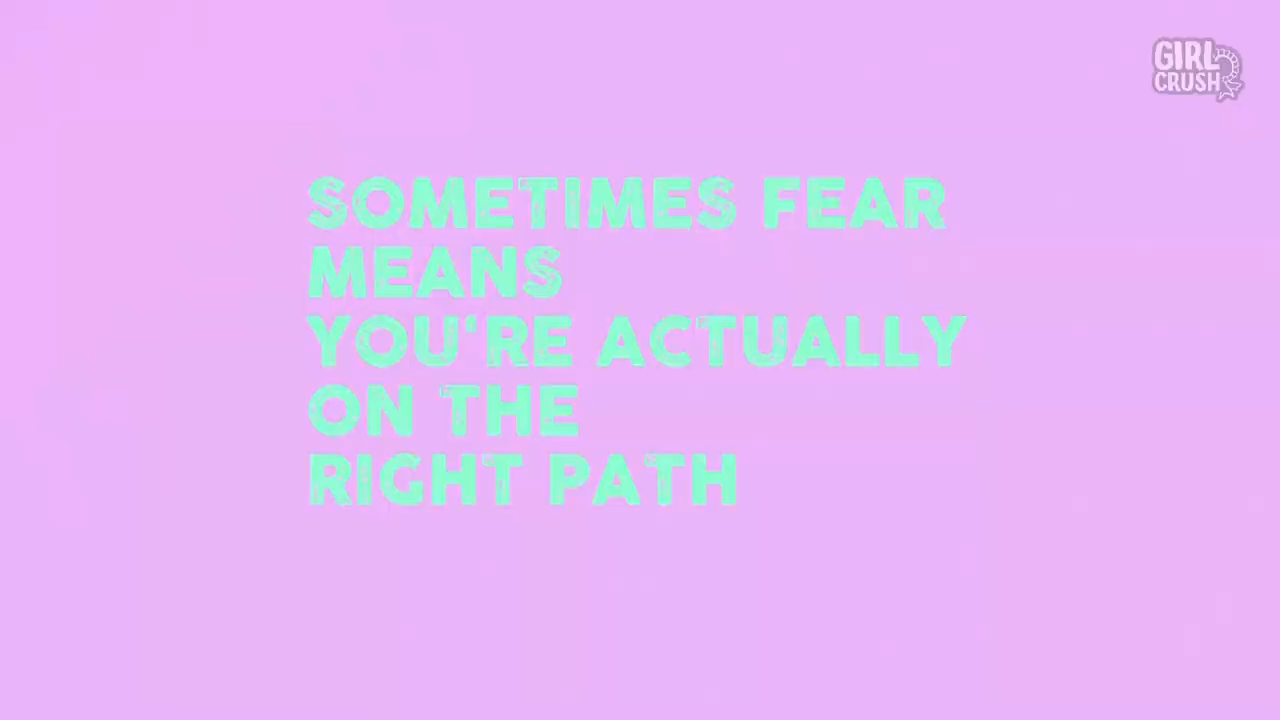 GIRL
CRUSH
SOMETIMES FEAR
MEANS
YOU'RE ACTUALLY
ON THE
RIGHT PATH